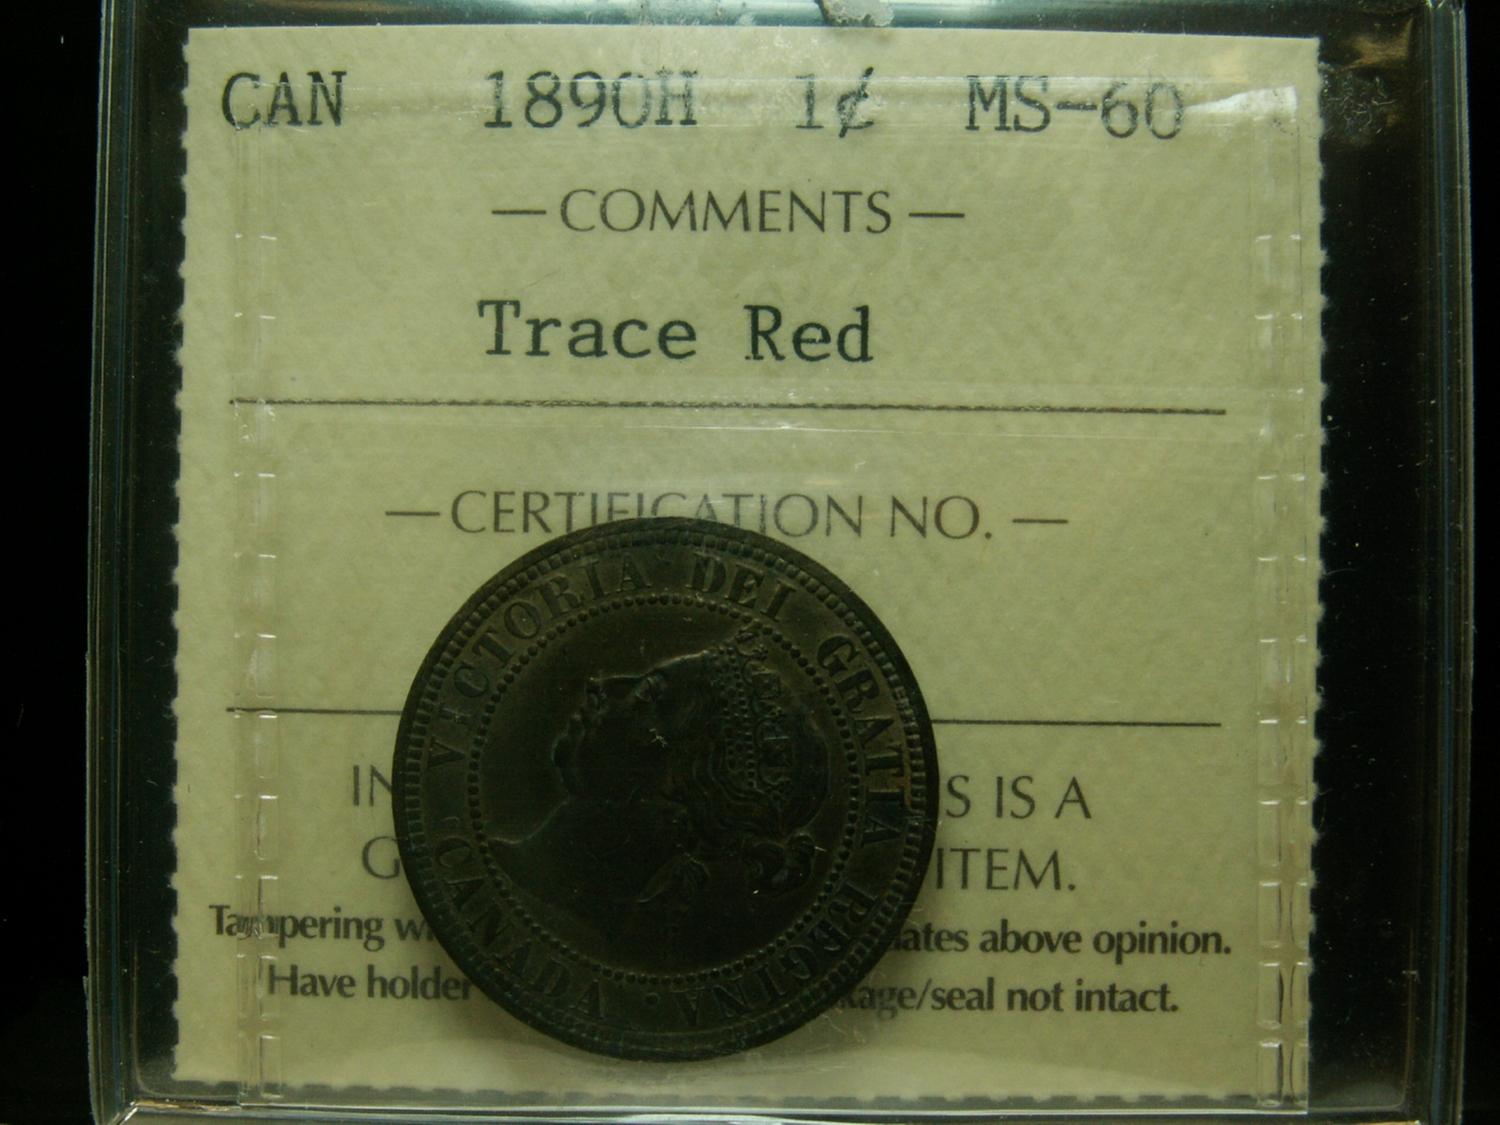 CAN 1890H 1¢ MS-60
— COMMENTS —
Trace Red
— CERTIFICATION NO. —
VICTORIA DEI GRATIA REGINA · CANADA ·
IN S IS A
G ITEM.
Tampering w ates above opinion.
Have holder kage/seal not intact.